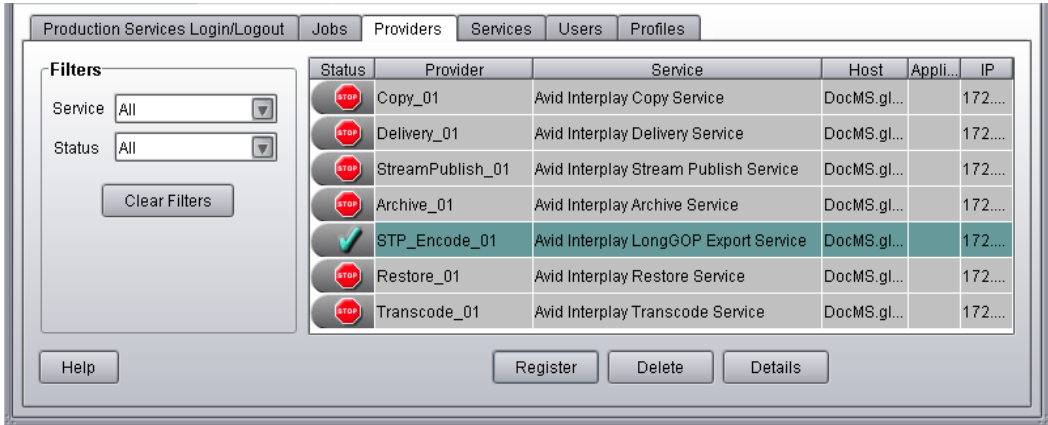 Production Services Login/Logout Jobs Providers Services Users Profiles
Filters
Service All
Status All
Clear Filters
Status Provider Service Host Appli... IP
STOP Copy_01 Avid Interplay Copy Service DocMS.gl... 172....
STOP Delivery_01 Avid Interplay Delivery Service DocMS.gl... 172....
STOP StreamPublish_01 Avid Interplay Stream Publish Service DocMS.gl... 172....
STOP Archive_01 Avid Interplay Archive Service DocMS.gl... 172....
STP_Encode_01 Avid Interplay LongGOP Export Service DocMS.gl... 172....
STOP Restore_01 Avid Interplay Restore Service DocMS.gl... 172....
STOP Transcode_01 Avid Interplay Transcode Service DocMS.gl... 172....
Help Register Delete Details